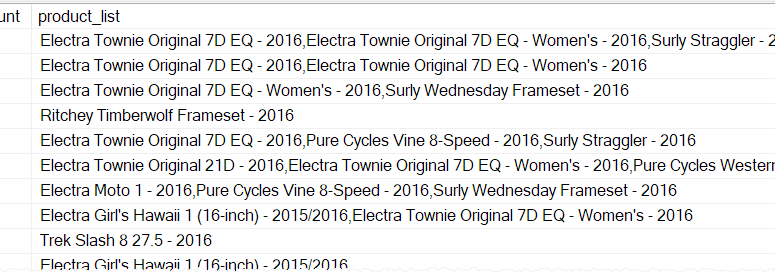 unt product_list
Electra Townie Original 7D EQ - 2016,Electra Townie Original 7D EQ - Women's - 2016,Surly Straggler - 2
Electra Townie Original 7D EQ - 2016,Electra Townie Original 7D EQ - Women's - 2016
Electra Townie Original 7D EQ - Women's - 2016,Surly Wednesday Frameset - 2016
Ritchey Timberwolf Frameset - 2016
Electra Townie Original 7D EQ - 2016,Pure Cycles Vine 8-Speed - 2016,Surly Straggler - 2016
Electra Townie Original 21D - 2016,Electra Townie Original 7D EQ - Women's - 2016,Pure Cycles Western
Electra Moto 1 - 2016,Pure Cycles Vine 8-Speed - 2016,Surly Wednesday Frameset - 2016
Electra Girl's Hawaii 1 (16-inch) - 2015/2016,Electra Townie Original 7D EQ - Women's - 2016
Trek Slash 8 27.5 - 2016
Electra Girl's Hawaii 1 (16-inch) - 2015/2016